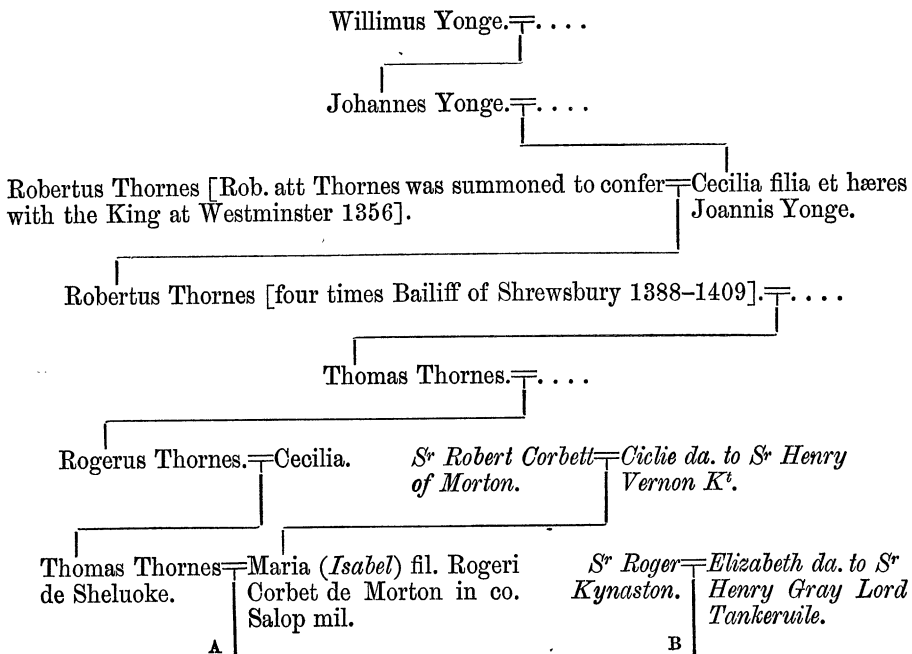 Willimus Yonge.╤. . . .
Johannes Yonge.╤. . . .
Robertus Thornes [Rob. att Thornes was summoned to confer╤Cecilia filia et hæres
with the King at Westminster 1356]. Joannis Yonge.
Robertus Thornes [four times Bailiff of Shrewsbury 1388–1409].╤. . . .
Thomas Thornes.╤. . . .
Rogerus Thornes.╤Cecilia. Sʳ Robert Corbett╤Ciclie da. to Sʳ Henry
of Morton. Vernon Kᵗ.
Thomas Thornes╤Maria (Isabel) fil. Rogeri Sʳ Roger╤Elizabeth da. to Sʳ
de Sheluoke. Corbet de Morton in co. Kynaston. Henry Gray Lord
Salop mil. Tankeruile.
A B